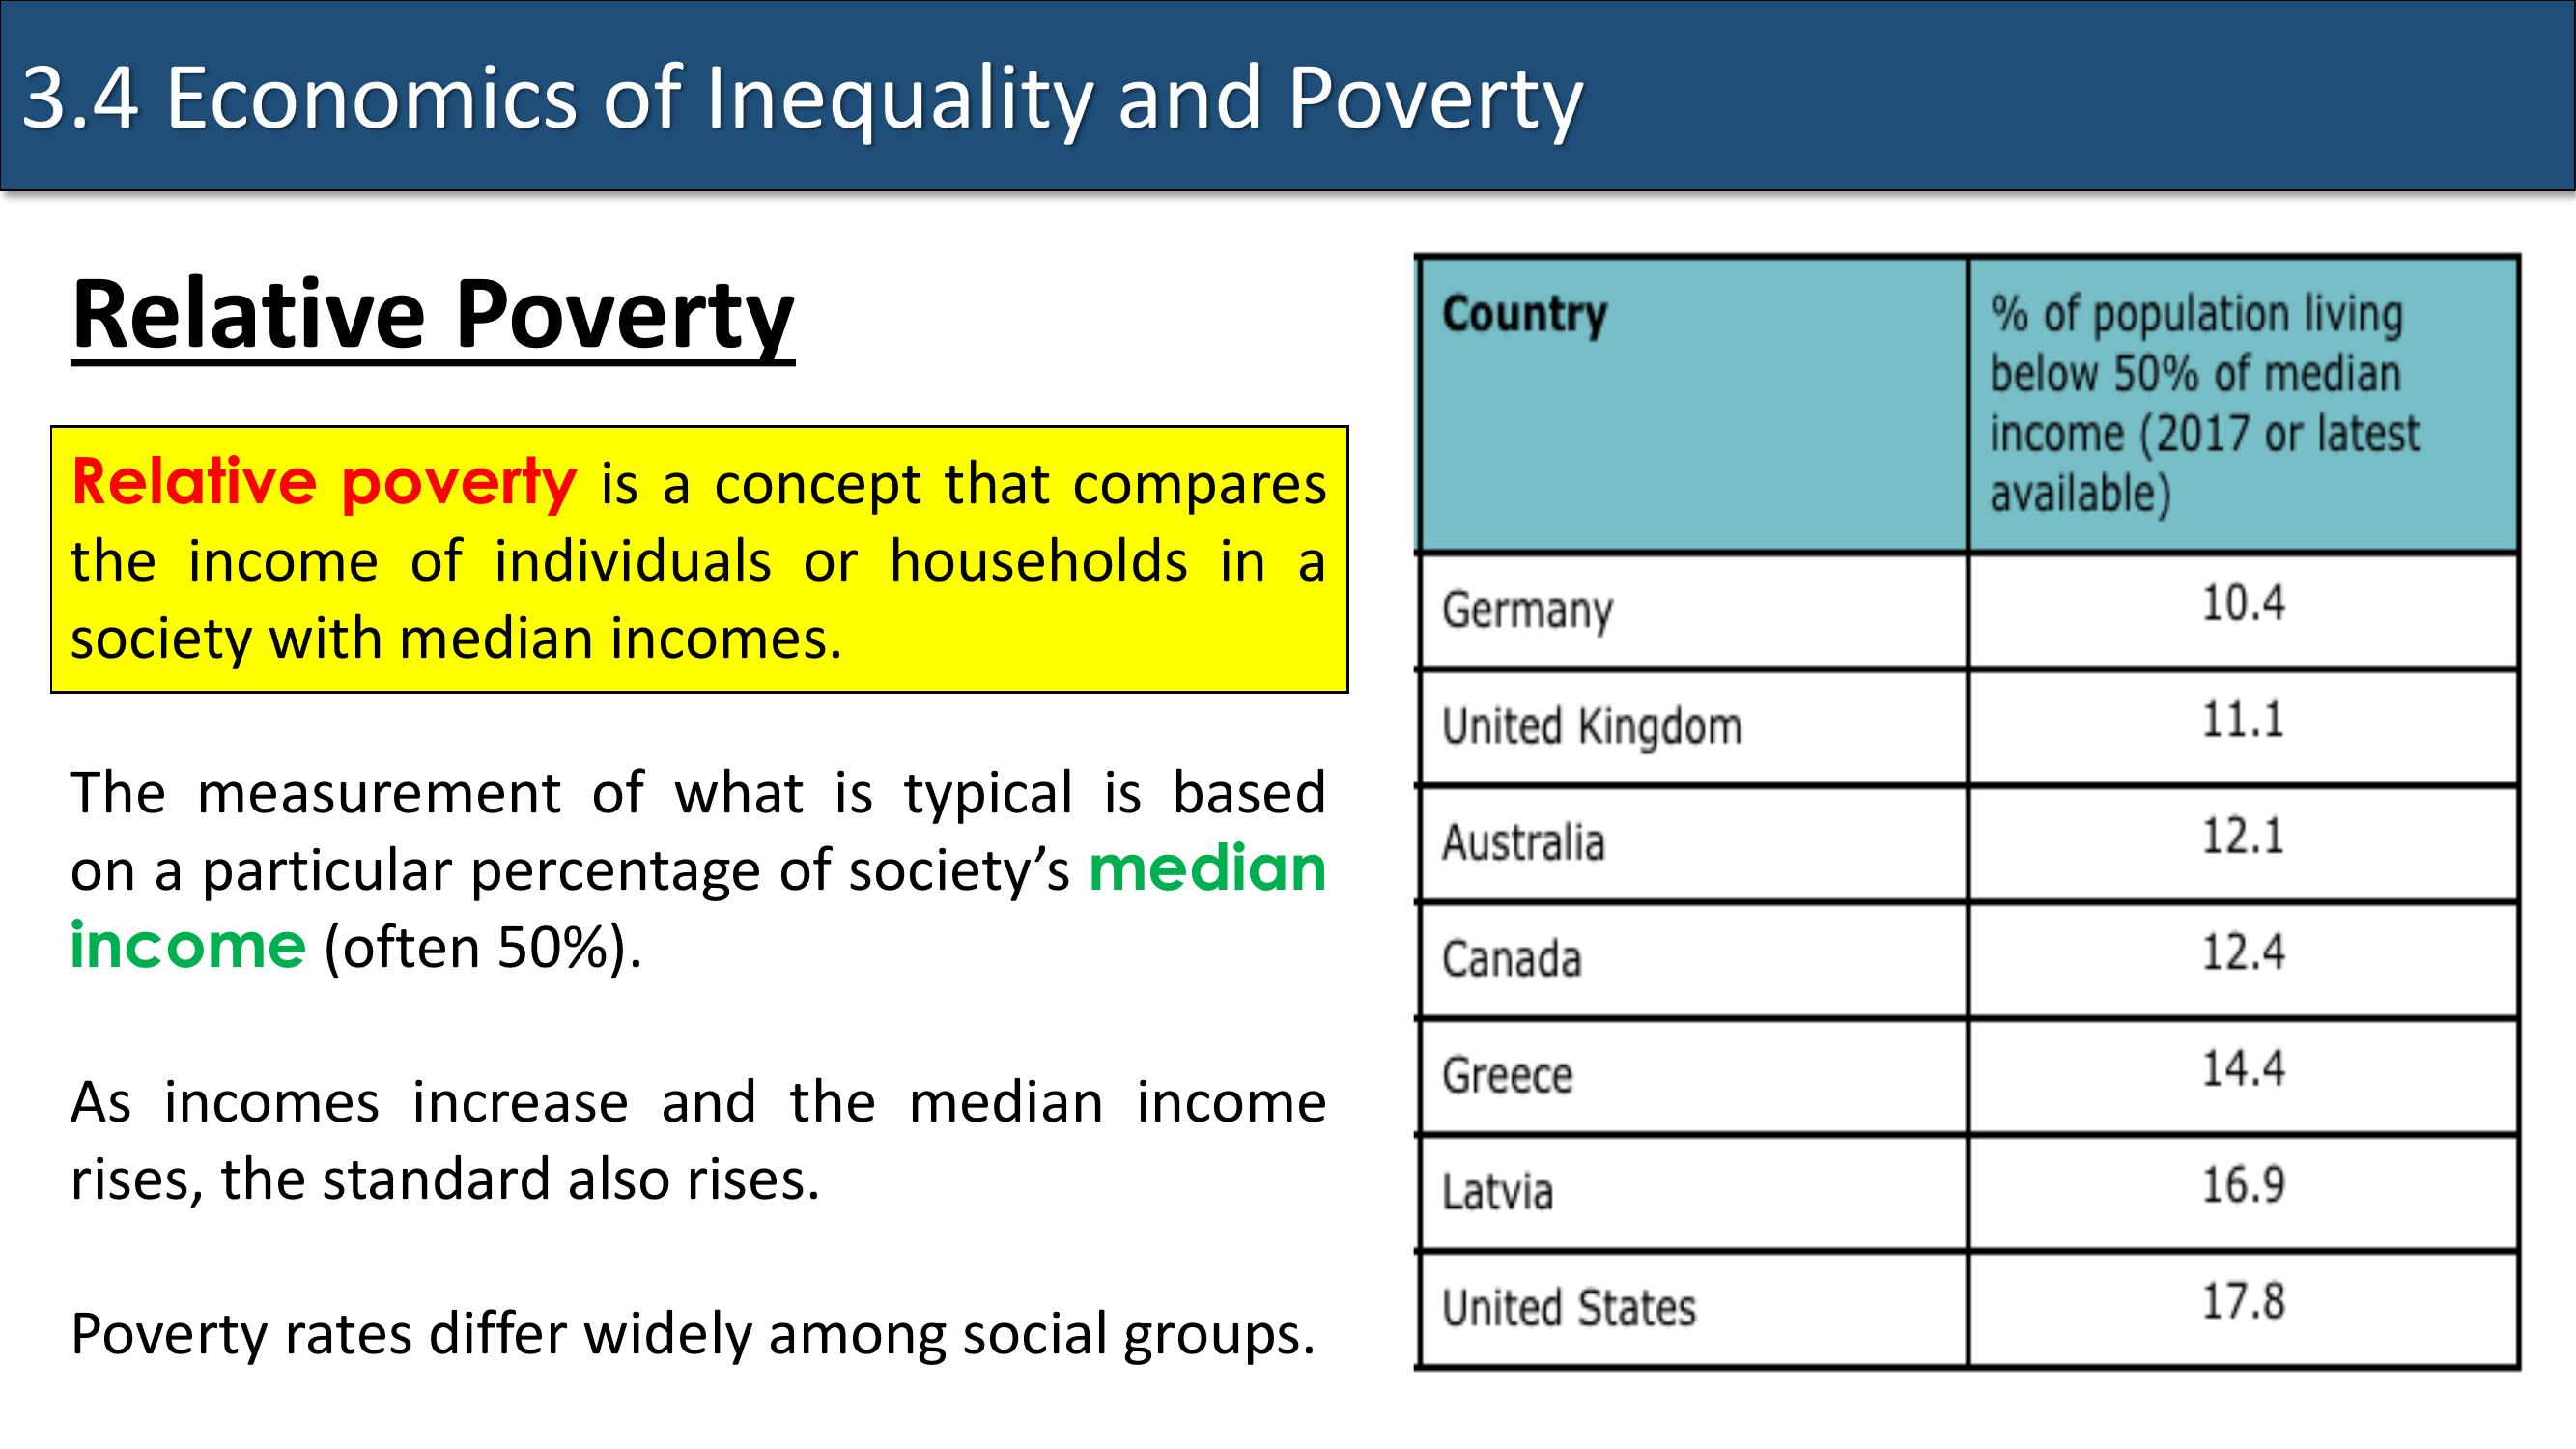 3.4 Economics of Inequality and Poverty
Relative Poverty
Relative poverty is a concept that compares
the income of individuals or households in a
society with median incomes.
The measurement of what is typical is based
on a particular percentage of society’s median
income (often 50%).
As incomes increase and the median income
rises, the standard also rises.
Poverty rates differ widely among social groups.
Country
% of population living
below 50% of median
income (2017 or latest
available)
Germany 10.4
United Kingdom 11.1
Australia 12.1
Canada 12.4
Greece 14.4
Latvia 16.9
United States 17.8